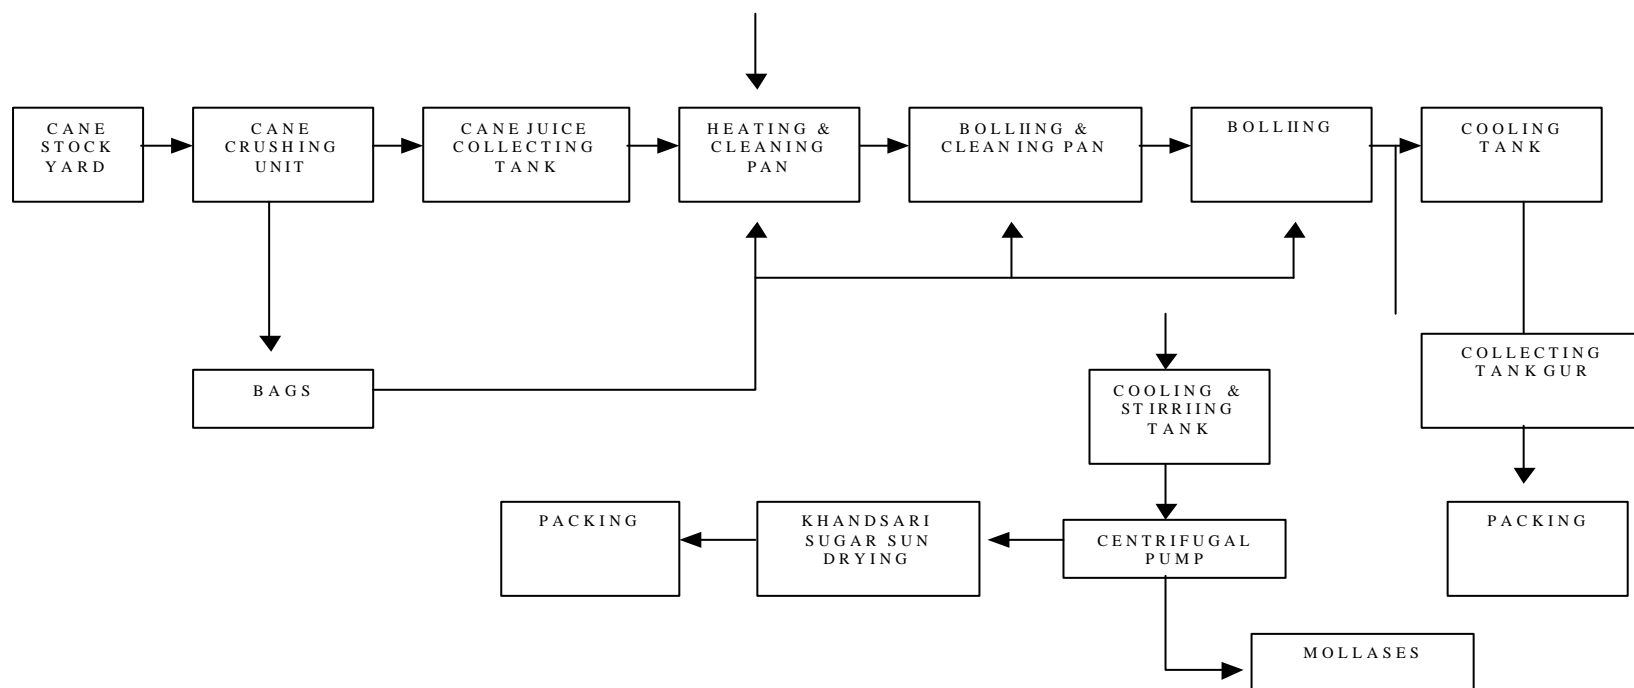 CANE
STOCK
YARD
CANE
CRUSHING
UNIT
CANE JUICE
COLLECTING
TANK
HEATING &
CLEANING
PAN
BOLLIING &
CLEANING PAN
BOLLIING
COOLING
TANK
BAGS
COOLING &
STIRRIING
TANK
COLLECTING
TANK GUR
PACKING
KHANDSARI
SUGAR SUN
DRYING
CENTRIFUGAL
PUMP
PACKING
MOLLASES